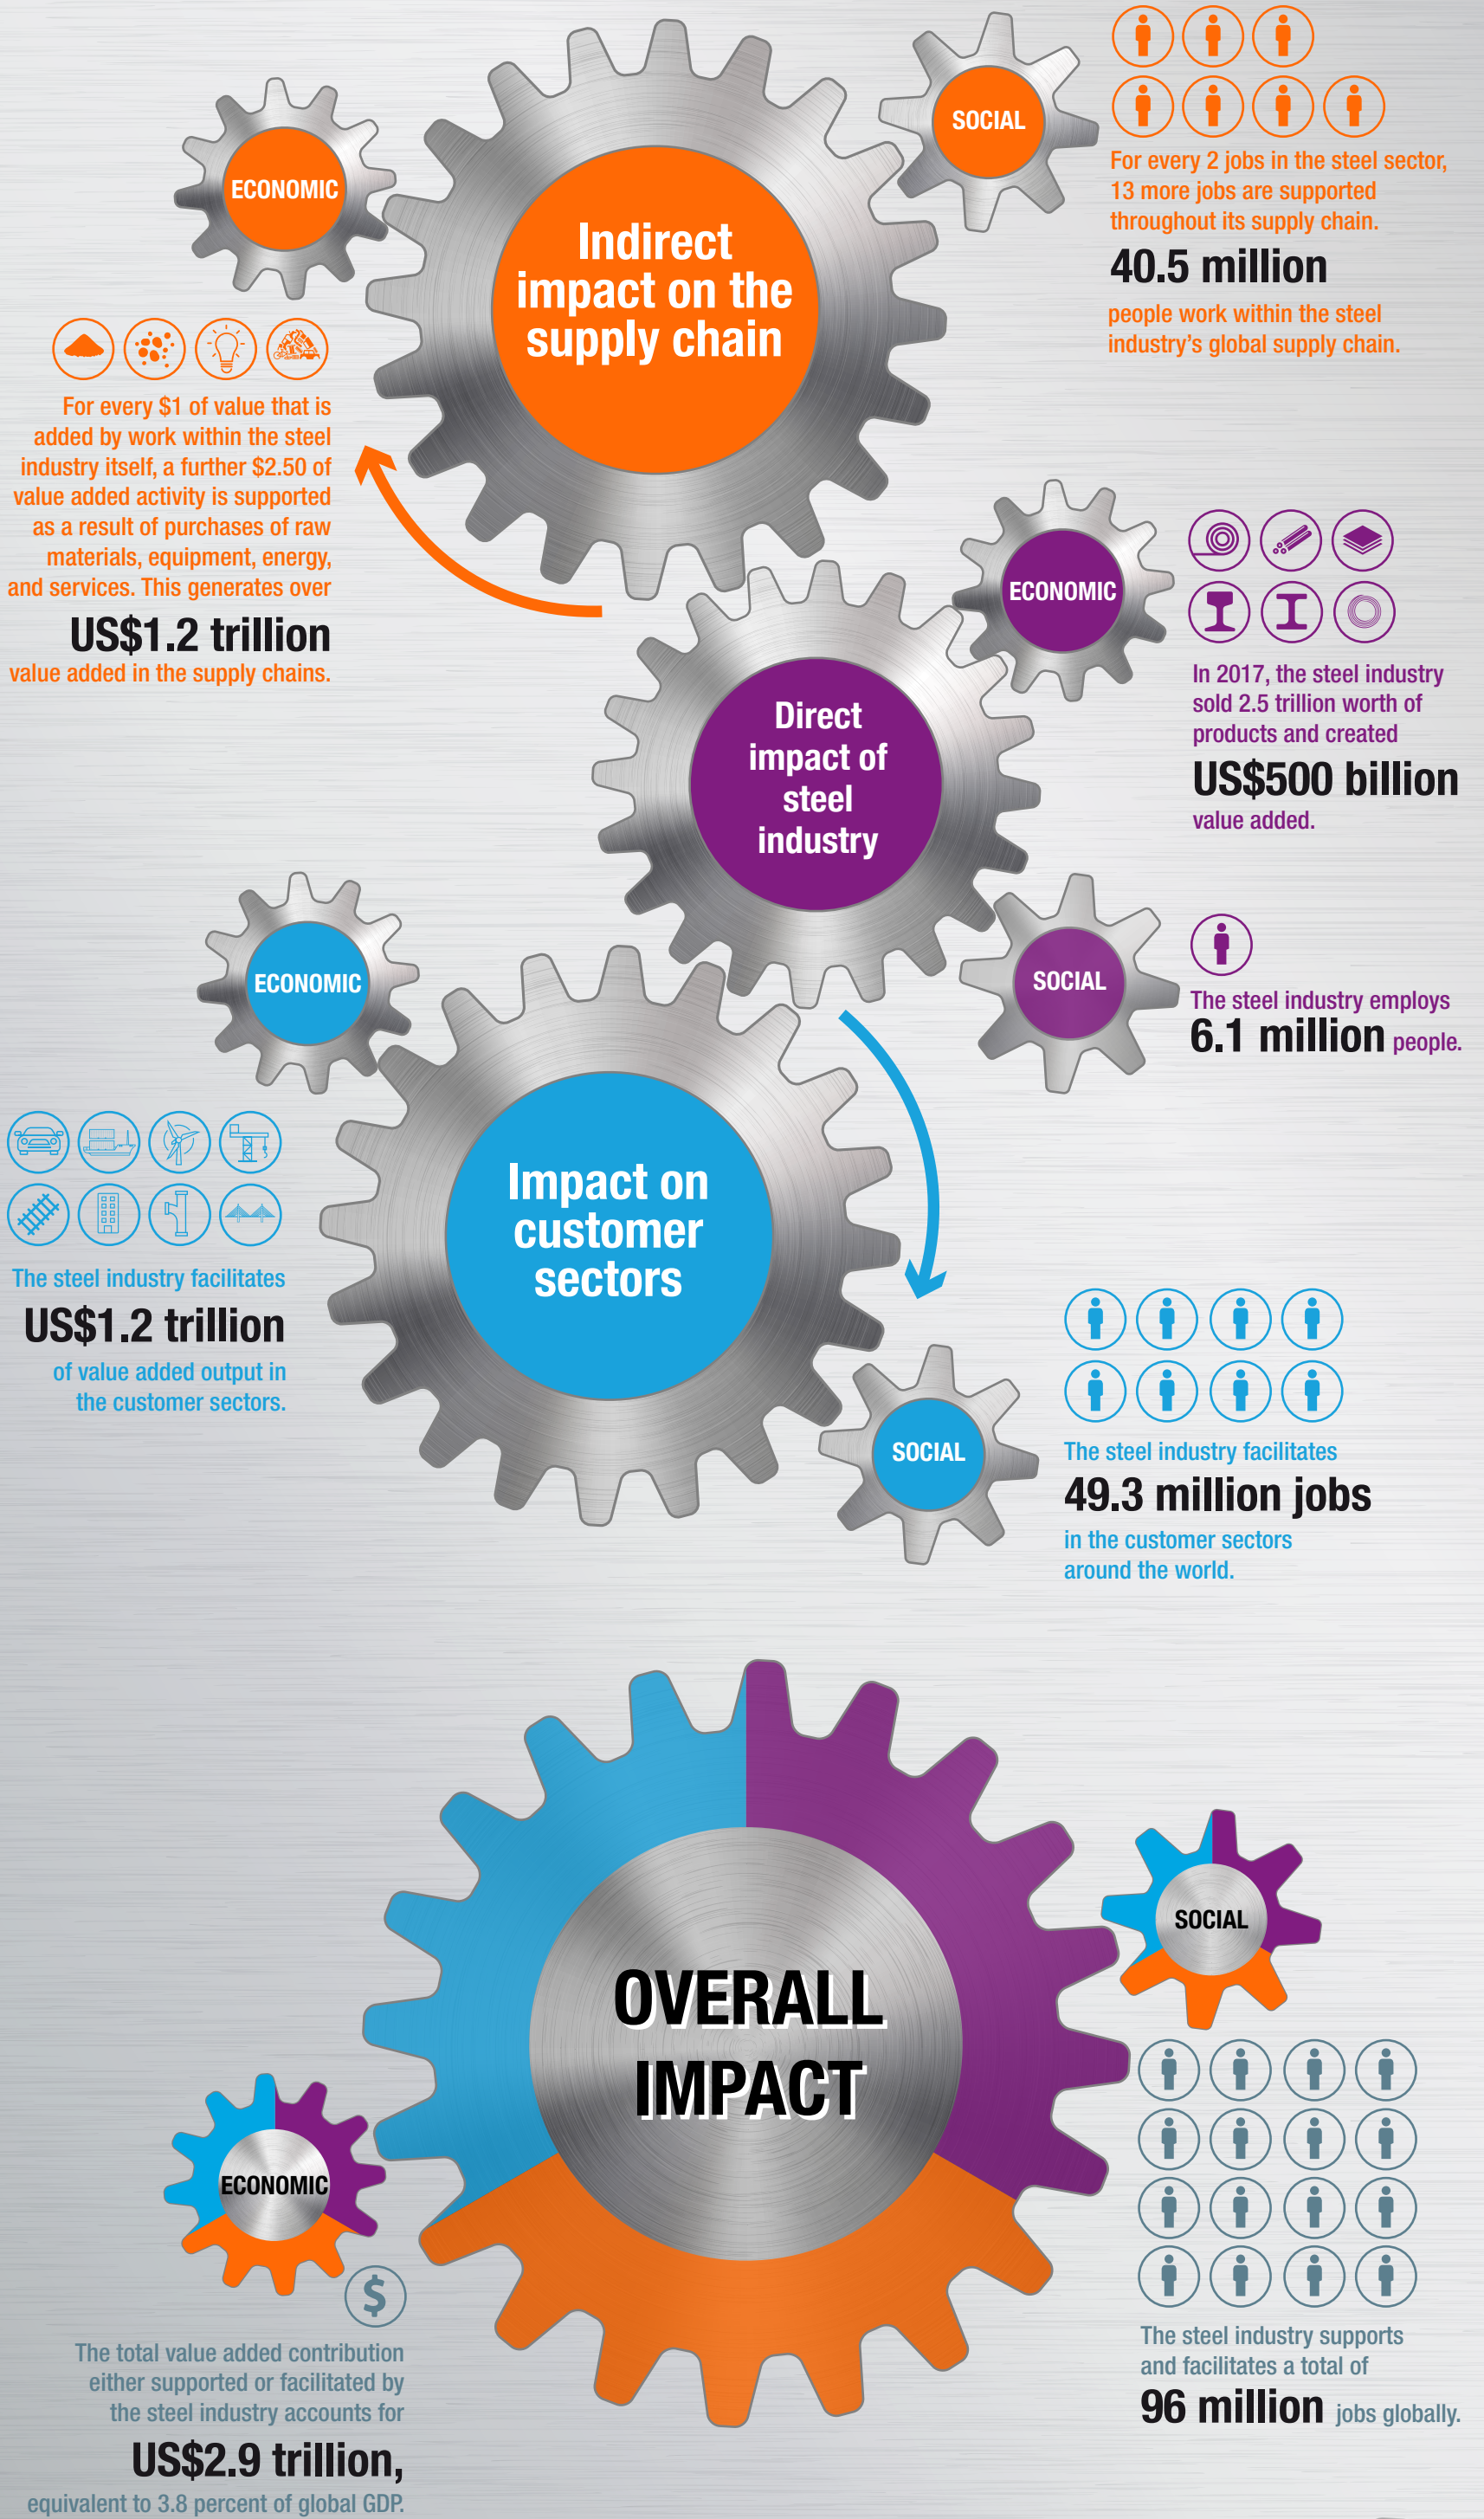 ECONOMIC
Indirect
impact on the
supply chain
SOCIAL
For every 2 jobs in the steel sector,
13 more jobs are supported
throughout its supply chain.
40.5 million
people work within the steel
industry's global supply chain.
For every $1 of value that is
added by work within the steel
industry itself, a further $2.50 of
value added activity is supported
as a result of purchases of raw
materials, equipment, energy,
and services. This generates over
US$1.2 trillion
value added in the supply chains.
Direct
impact of
steel
industry
ECONOMIC
In 2017, the steel industry
sold 2.5 trillion worth of
products and created
US$500 billion
value added.
SOCIAL
The steel industry employs
6.1 million people.
ECONOMIC
Impact on
customer
sectors
The steel industry facilitates
US$1.2 trillion
of value added output in
the customer sectors.
SOCIAL
The steel industry facilitates
49.3 million jobs
in the customer sectors
around the world.
OVERALL
IMPACT
SOCIAL
The steel industry supports
and facilitates a total of
96 million jobs globally.
ECONOMIC
$
The total value added contribution
either supported or facilitated by
the steel industry accounts for
US$2.9 trillion,
equivalent to 3.8 percent of global GDP.